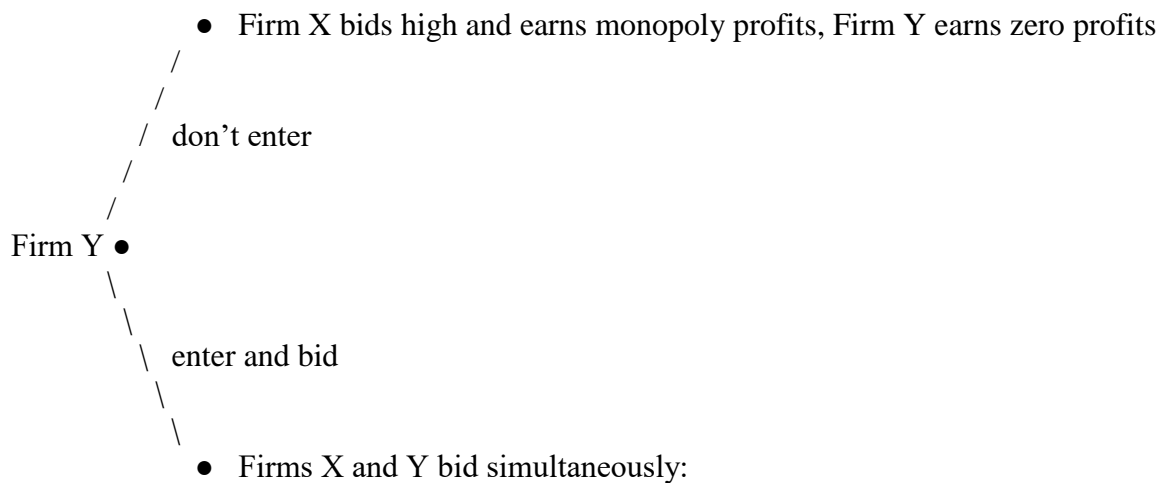 ● Firm X bids high and earns monopoly profits, Firm Y earns zero profits
don’t enter
Firm Y ●
enter and bid
● Firms X and Y bid simultaneously: